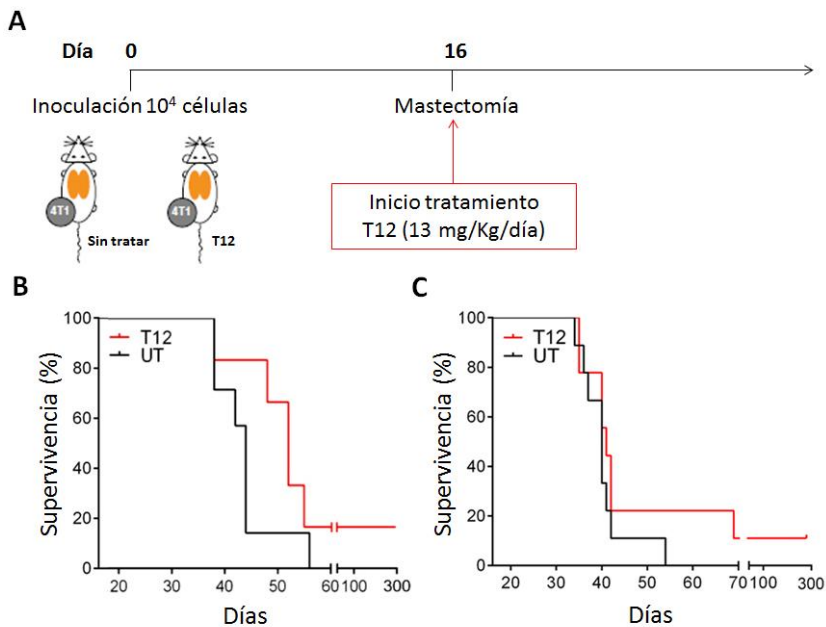 A
Día 0 16
Inoculación 10⁴ células
Mastectomía
4T1
Sin tratar
4T1
T12
Inicio tratamiento
T12 (13 mg/Kg/día)
B
Supervivencia (%)
100
80
60
40
20
0
T12
UT
20 30 40 50 60 100 300
Días
C
Supervivencia (%)
100
80
60
40
20
0
T12
UT
20 30 40 50 60 70 100 300
Días